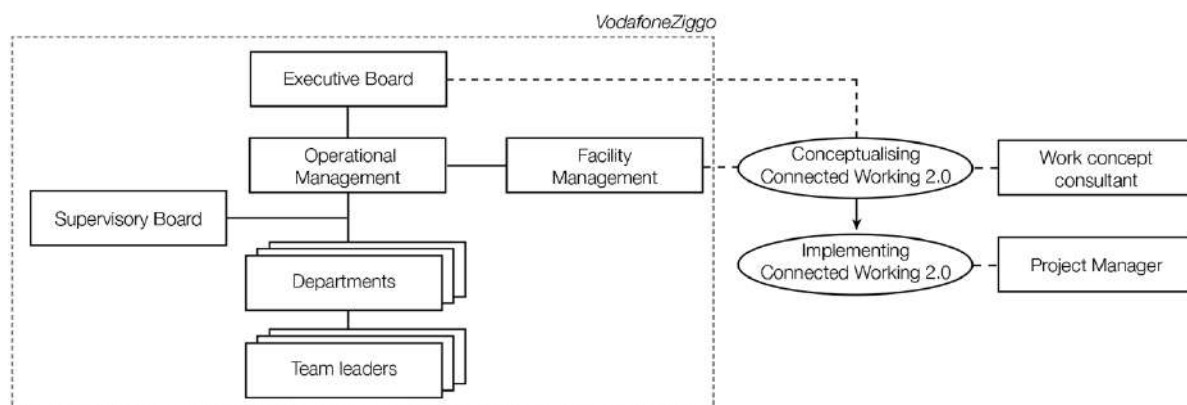 VodafoneZiggo
Executive Board
Operational
Management
Facility
Management
Conceptualising
Connected Working 2.0
Work concept
consultant
Supervisory Board
Implementing
Connected Working 2.0
Project Manager
Departments
Team leaders